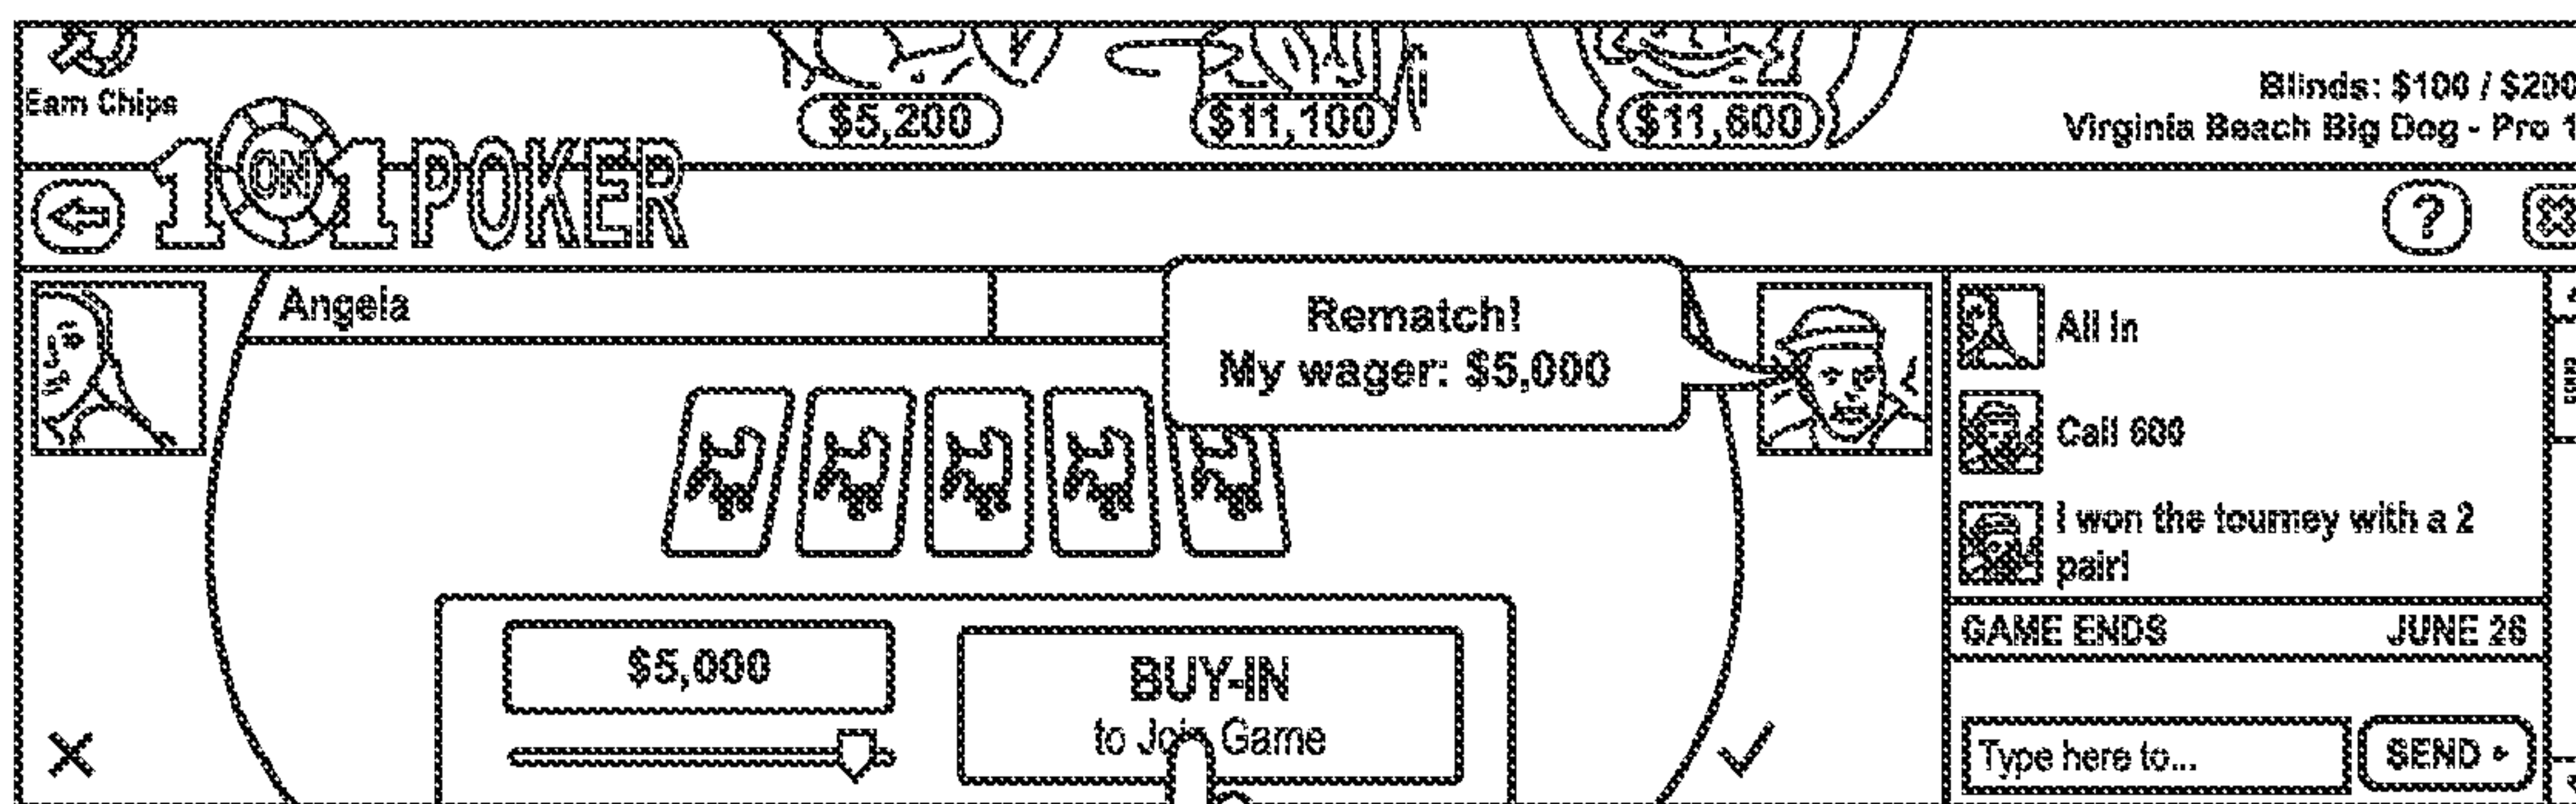 Earn Chips
$5,200
$11,100
$11,600
Blinds: $100 / $200
Virginia Beach Big Dog - Pro 1
1 ON 1 POKER
?
Angela
Rematch!
My wager: $5,000
All In
Call 600
I won the tourney with a 2
pair!
GAME ENDS JUNE 26
$5,000
BUY-IN
to Join Game
Type here to...
SEND